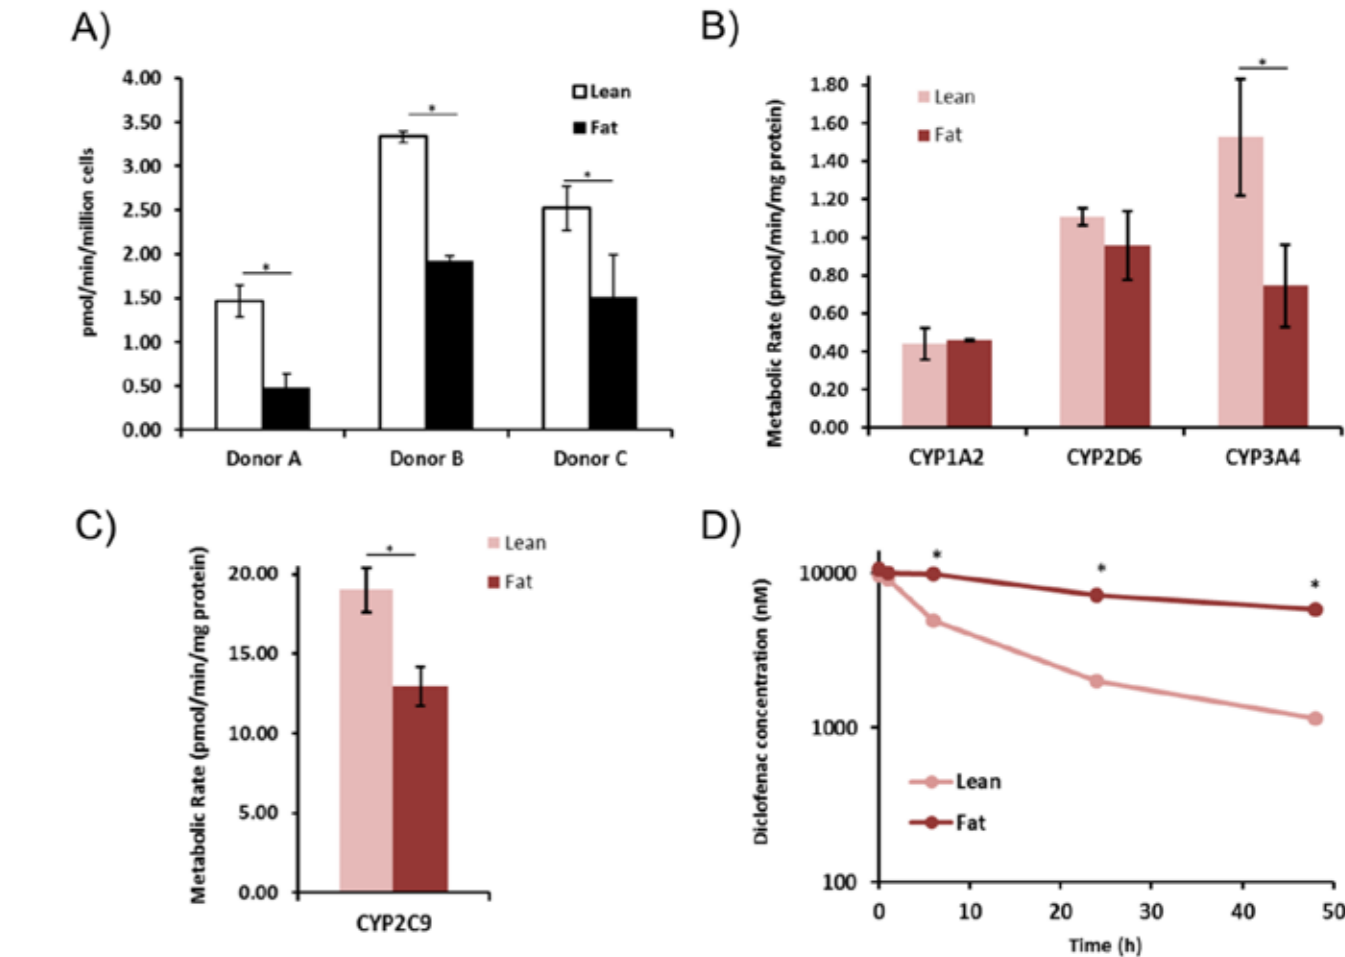 A)
pmol/min/million cells
4.00
3.50
3.00
2.50
2.00
1.50
1.00
0.50
0.00
Lean
Fat
*
*
*
Donor A Donor B Donor C
B)
Metabolic Rate (pmol/min/mg protein)
1.80
1.60
1.40
1.20
1.00
0.80
0.60
0.40
0.20
0.00
Lean
Fat
*
CYP1A2 CYP2D6 CYP3A4
C)
Metabolic Rate (pmol/min/mg protein)
20.00
15.00
10.00
5.00
0.00
*
Lean
Fat
CYP2C9
D)
Diclofenac concentration (nM)
10000
1000
100
*
*
*
Lean
Fat
0 10 20 30 40 50
Time (h)